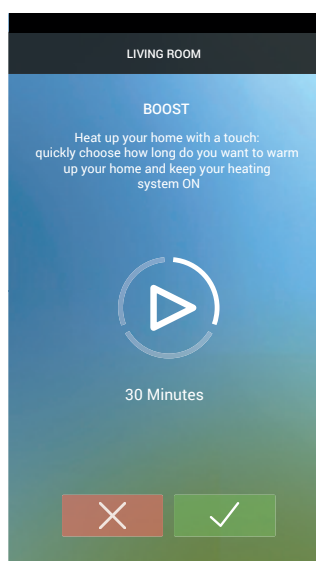 LIVING ROOM
BOOST
Heat up your home with a touch:
quickly choose how long do you want to warm
up your home and keep your heating
system ON
30 Minutes